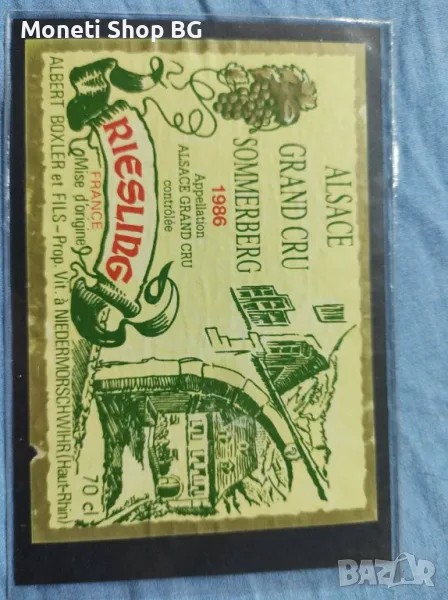 Moneti Shop BG
ALSACE
GRAND CRU
SOMMERBERG
1986
Appellation
ALSACE GRAND CRU
contrôlée
RIESLING
FRANCE
Mise d'origine
ALBERT BOXLER et FILS - Prop. Vit. à NIEDERMORSCHWIHR (Haut-Rhin)
70 cl
BAZAR